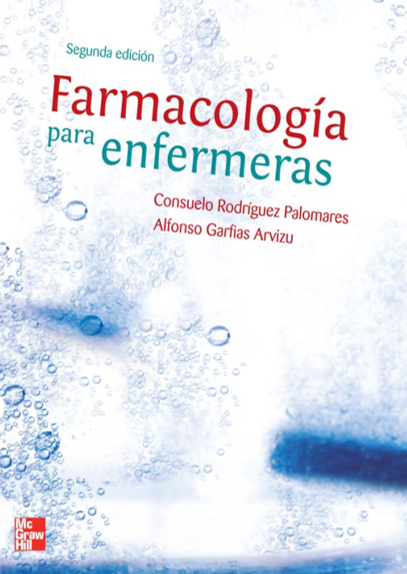 Segunda edición
Farmacología
para enfermeras
Consuelo Rodríguez Palomares
Alfonso Garfias Arvizu
Mc
Graw
Hill